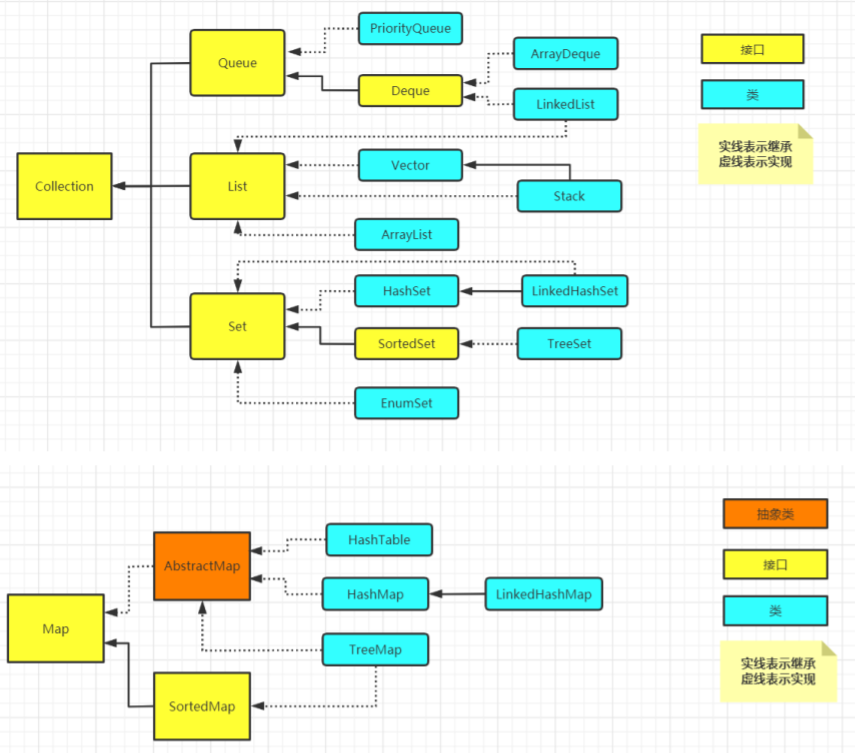 PriorityQueue
Queue
ArrayDeque
接口
Deque
LinkedList
类
实线表示继承
虚线表示实现
Collection
List
Vector
Stack
ArrayList
HashSet
LinkedHashSet
Set
SortedSet
TreeSet
EnumSet
抽象类
HashTable
AbstractMap
接口
HashMap
LinkedHashMap
类
Map
TreeMap
实线表示继承
虚线表示实现
SortedMap